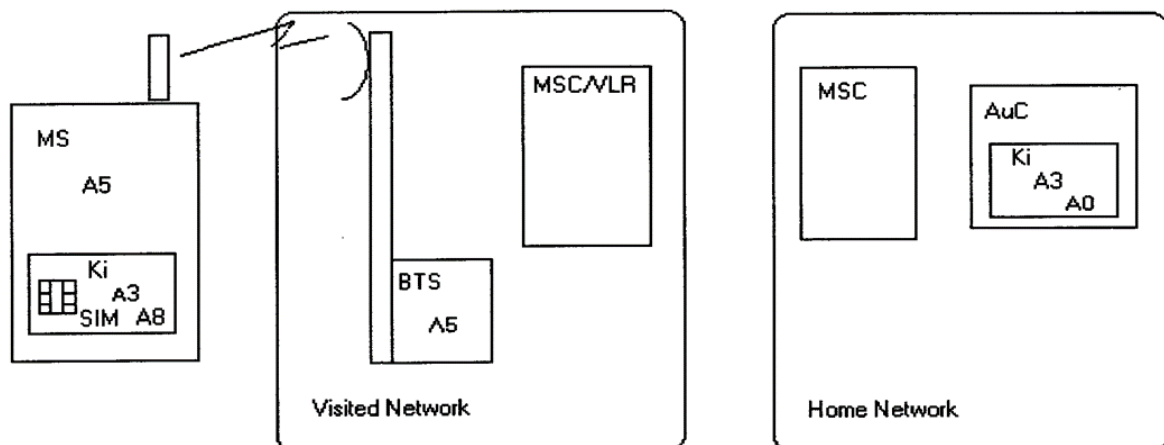 MS
A5
Ki
A3
SIM A8
MSC/VLR
BTS
A5
Visited Network
MSC
AuC
Ki
A3
A0
Home Network